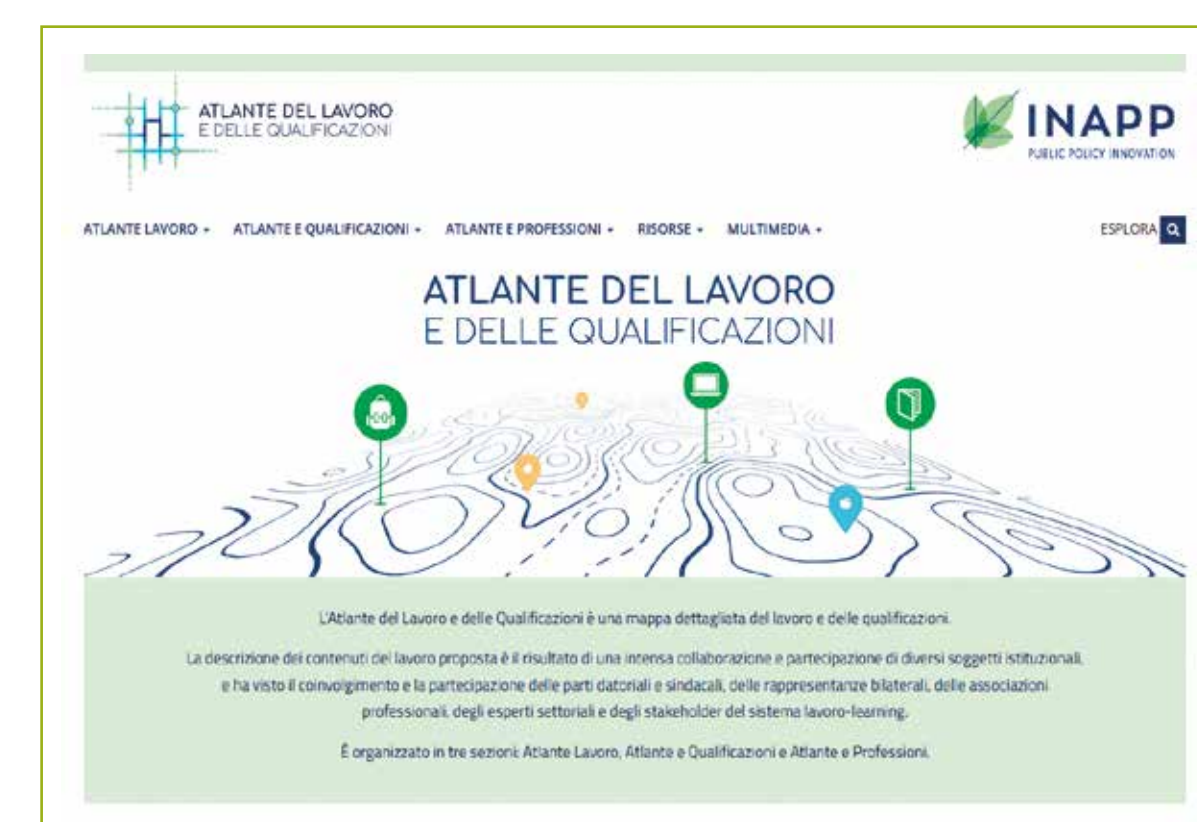 ATLANTE DEL LAVORO
E DELLE QUALIFICAZIONI
INAPP
PUBLIC POLICY INNOVATION
ATLANTE LAVORO
ATLANTE E QUALIFICAZIONI
ATLANTE E PROFESSIONI
RISORSE
MULTIMEDIA
ESPLORA
ATLANTE DEL LAVORO
E DELLE QUALIFICAZIONI
L'Atlante del Lavoro e delle Qualificazioni è una mappa dettagliata del lavoro e delle qualificazioni.
La descrizione dei contenuti del lavoro proposta è il risultato di una intensa collaborazione e partecipazione di diversi soggetti istituzionali,
e ha visto il coinvolgimento e la partecipazione delle parti datoriali e sindacali, delle rappresentanze bilaterali, delle associazioni
professionali, degli esperti settoriali e degli stakeholder del sistema lavoro-learning.
È organizzato in tre sezioni: Atlante Lavoro, Atlante e Qualificazioni e Atlante e Professioni.